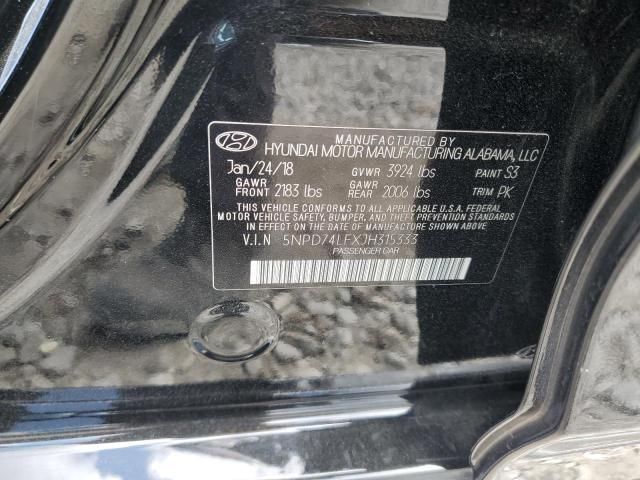 MANUFACTURED BY
HYUNDAI MOTOR MANUFACTURING ALABAMA, LLC
Jan/24/18 GVWR 3924 lbs PAINT S3
GAWR FRONT 2183 lbs GAWR REAR 2006 lbs TRIM PK
THIS VEHICLE CONFORMS TO ALL APPLICABLE U.S.A. FEDERAL
MOTOR VEHICLE SAFETY, BUMPER, AND THEFT PREVENTION STANDARDS
IN EFFECT ON THE DATE OF MANUFACTURE SHOWN ABOVE.
V.I.N 5NPD74LFXJH315333
PASSENGER CAR